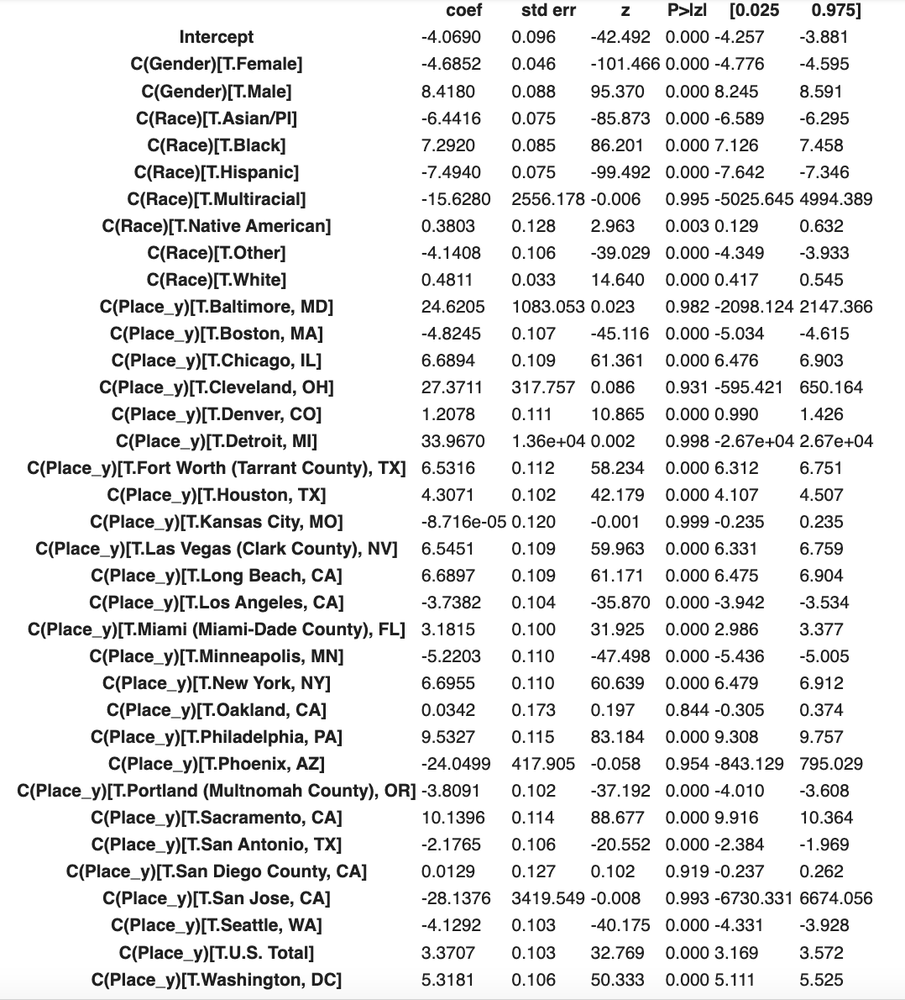 coef std err z P>|z| [0.025 0.975]
Intercept -4.0690 0.096 -42.492 0.000 -4.257 -3.881
C(Gender)[T.Female] -4.6852 0.046 -101.466 0.000 -4.776 -4.595
C(Gender)[T.Male] 8.4180 0.088 95.370 0.000 8.245 8.591
C(Race)[T.Asian/PI] -6.4416 0.075 -85.873 0.000 -6.589 -6.295
C(Race)[T.Black] 7.2920 0.085 86.201 0.000 7.126 7.458
C(Race)[T.Hispanic] -7.4940 0.075 -99.492 0.000 -7.642 -7.346
C(Race)[T.Multiracial] -15.6280 2556.178 -0.006 0.995 -5025.645 4994.389
C(Race)[T.Native American] 0.3803 0.128 2.963 0.003 0.129 0.632
C(Race)[T.Other] -4.1408 0.106 -39.029 0.000 -4.349 -3.933
C(Race)[T.White] 0.4811 0.033 14.640 0.000 0.417 0.545
C(Place_y)[T.Baltimore, MD] 24.6205 1083.053 0.023 0.982 -2098.124 2147.366
C(Place_y)[T.Boston, MA] -4.8245 0.107 -45.116 0.000 -5.034 -4.615
C(Place_y)[T.Chicago, IL] 6.6894 0.109 61.361 0.000 6.476 6.903
C(Place_y)[T.Cleveland, OH] 27.3711 317.757 0.086 0.931 -595.421 650.164
C(Place_y)[T.Denver, CO] 1.2078 0.111 10.865 0.000 0.990 1.426
C(Place_y)[T.Detroit, MI] 33.9670 1.36e+04 0.002 0.998 -2.67e+04 2.67e+04
C(Place_y)[T.Fort Worth (Tarrant County), TX] 6.5316 0.112 58.234 0.000 6.312 6.751
C(Place_y)[T.Houston, TX] 4.3071 0.102 42.179 0.000 4.107 4.507
C(Place_y)[T.Kansas City, MO] -8.716e-05 0.120 -0.001 0.999 -0.235 0.235
C(Place_y)[T.Las Vegas (Clark County), NV] 6.5451 0.109 59.963 0.000 6.331 6.759
C(Place_y)[T.Long Beach, CA] 6.6897 0.109 61.171 0.000 6.475 6.904
C(Place_y)[T.Los Angeles, CA] -3.7382 0.104 -35.870 0.000 -3.942 -3.534
C(Place_y)[T.Miami (Miami-Dade County), FL] 3.1815 0.100 31.925 0.000 2.986 3.377
C(Place_y)[T.Minneapolis, MN] -5.2203 0.110 -47.498 0.000 -5.436 -5.005
C(Place_y)[T.New York, NY] 6.6955 0.110 60.639 0.000 6.479 6.912
C(Place_y)[T.Oakland, CA] 0.0342 0.173 0.197 0.844 -0.305 0.374
C(Place_y)[T.Philadelphia, PA] 9.5327 0.115 83.184 0.000 9.308 9.757
C(Place_y)[T.Phoenix, AZ] -24.0499 417.905 -0.058 0.954 -843.129 795.029
C(Place_y)[T.Portland (Multnomah County), OR] -3.8091 0.102 -37.192 0.000 -4.010 -3.608
C(Place_y)[T.Sacramento, CA] 10.1396 0.114 88.677 0.000 9.916 10.364
C(Place_y)[T.San Antonio, TX] -2.1765 0.106 -20.552 0.000 -2.384 -1.969
C(Place_y)[T.San Diego County, CA] 0.0129 0.127 0.102 0.919 -0.237 0.262
C(Place_y)[T.San Jose, CA] -28.1376 3419.549 -0.008 0.993 -6730.331 6674.056
C(Place_y)[T.Seattle, WA] -4.1292 0.103 -40.175 0.000 -4.331 -3.928
C(Place_y)[T.U.S. Total] 3.3707 0.103 32.769 0.000 3.169 3.572
C(Place_y)[T.Washington, DC] 5.3181 0.106 50.333 0.000 5.111 5.525